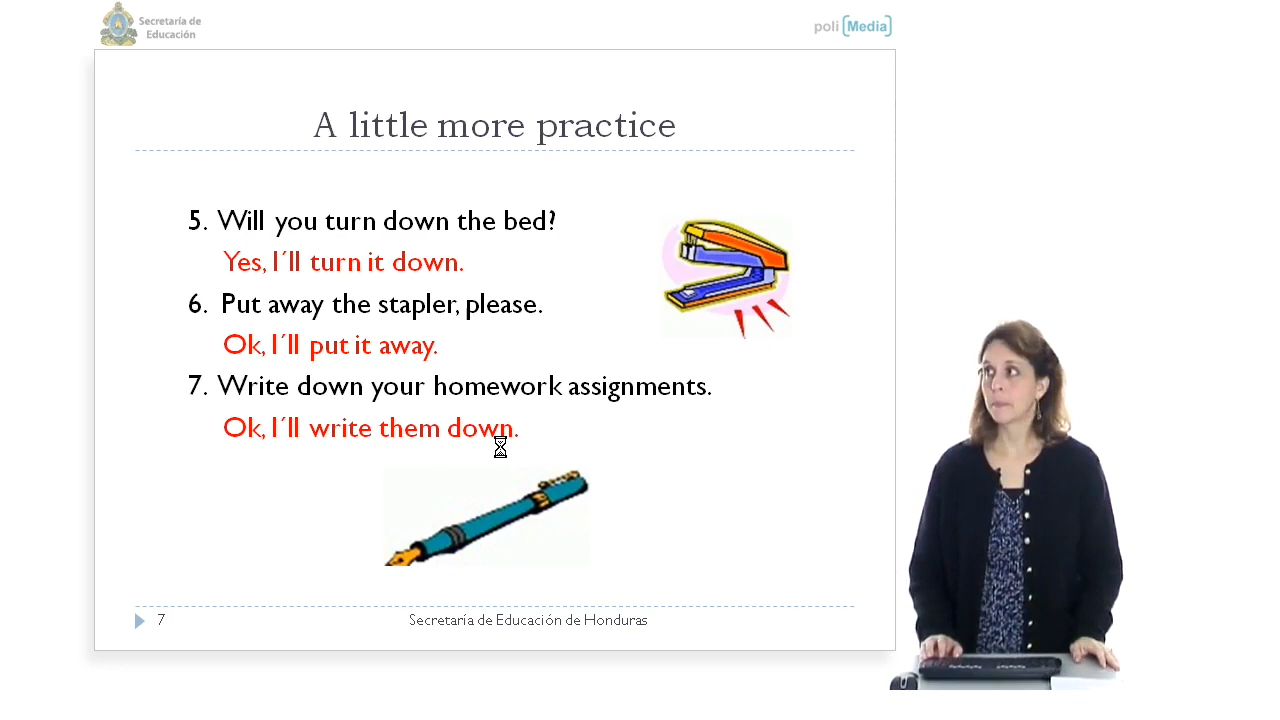 Secretaría de
Educación
poli [Media]
A little more practice
5. Will you turn down the bed?
Yes, I´ll turn it down.
6. Put away the stapler, please.
Ok, I´ll put it away.
7. Write down your homework assignments.
Ok, I´ll write them down.
7
Secretaría de Educación de Honduras